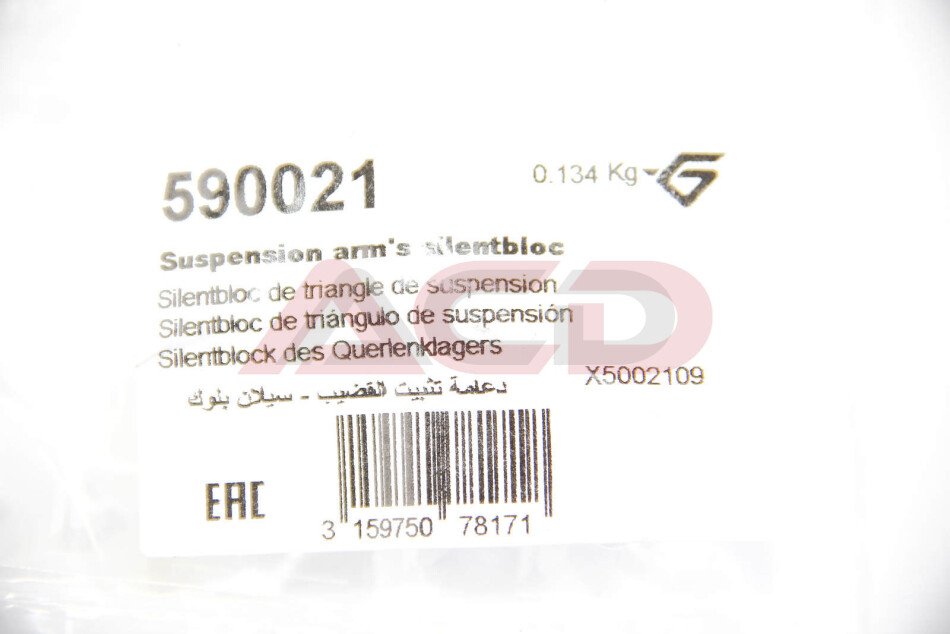 590021
0.134 Kg
Suspension arm's silentbloc
Silentbloc de triangle de suspension
Silentbloc de triángulo de suspensión
Silentblock des Querlenklagers
X5002109
دعامة تثبيت القضيب - سيلان بلوك
EAC
3 159750 78171
ACD